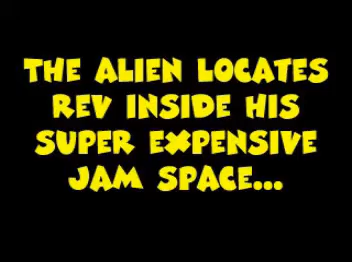 THE ALIEN LOCATES
REV INSIDE HIS
SUPER EXPENSIVE
JAM SPACE...